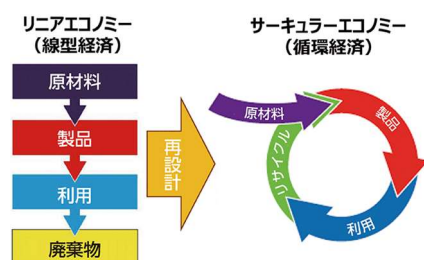 リニアエコノミー
（線型経済）
原材料
製品
利用
廃棄物
再設計
サーキュラーエコノミー
（循環経済）
原材料
製品
利用
リサイクル